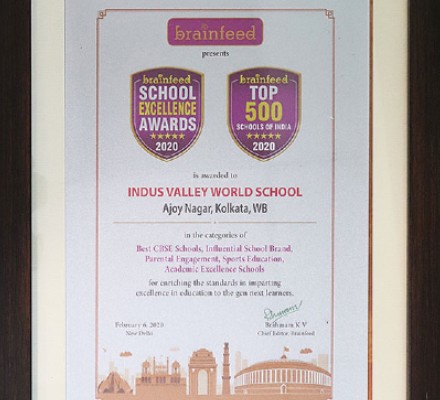 brainfeed
presents
brainfeed
SCHOOL
EXCELLENCE
AWARDS
2020
brainfeed
TOP
500
SCHOOLS OF INDIA
2020
is awarded to
INDUS VALLEY WORLD SCHOOL
Ajoy Nagar, Kolkata, WB
in the categories of
Best CBSE Schools, Influential School Brand,
Parental Engagement, Sports Education,
Academic Excellence Schools
for enriching the standards in imparting
excellence in education to the gen next learners.
February 6, 2020
New Delhi
Brahmam K V
Chief Editor, Brainfeed